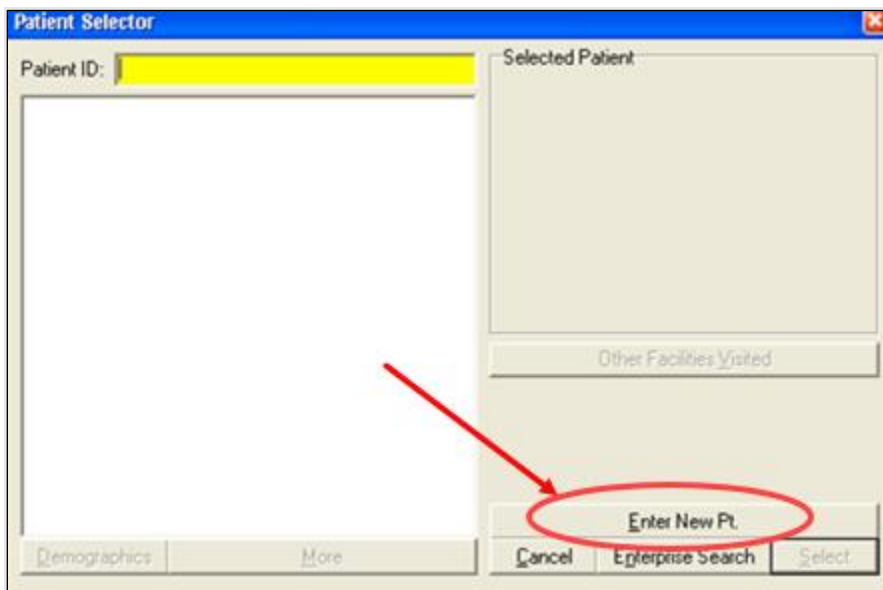 Patient Selector
Patient ID:
Selected Patient
Other Facilities Visited
Enter New Pt.
Demographics
More
Cancel
Enterprise Search
Select